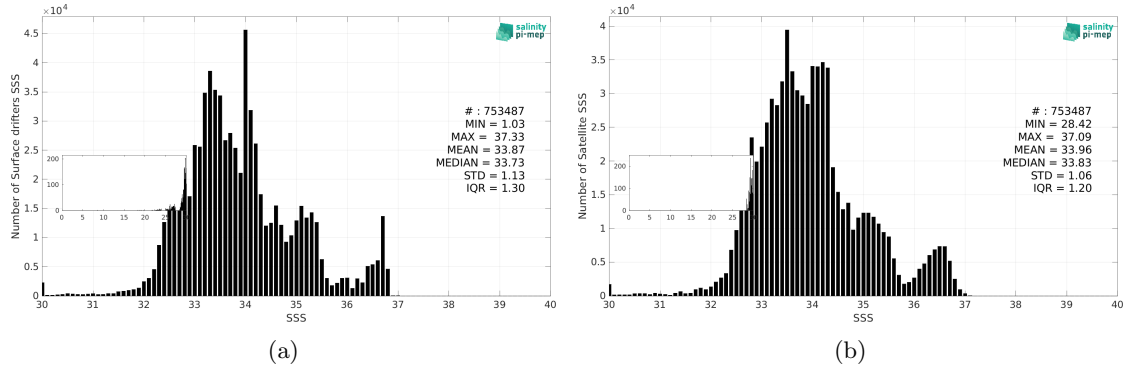 ×10⁴
salinity
pi-mep
4.5
4
3.5
3
2.5
2
1.5
1
0.5
0
Number of Surface drifters SSS
# : 753487
MIN = 1.03
MAX = 37.33
MEAN = 33.87
MEDIAN = 33.73
STD = 1.13
IQR = 1.30
200
100
0
0 5 10 15 20 25
30 31 32 33 34 35 36 37 38 39 40
SSS
(a)
×10⁴
salinity
pi-mep
4
3.5
3
2.5
2
1.5
1
0.5
0
Number of Satellite SSS
# : 753487
MIN = 28.42
MAX = 37.09
MEAN = 33.96
MEDIAN = 33.83
STD = 1.06
IQR = 1.20
200
100
0
0 5 10 15 20 25
30 31 32 33 34 35 36 37 38 39 40
SSS
(b)